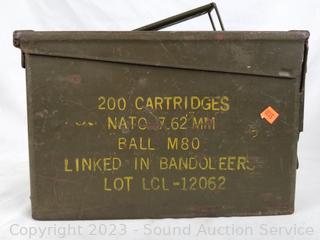 200 CARTRIDGES
NATO 7.62 MM
BALL M80
LINKED IN BANDOLEERS
LOT LCL-12062
Copyright © 2023 - Sound Auction Service